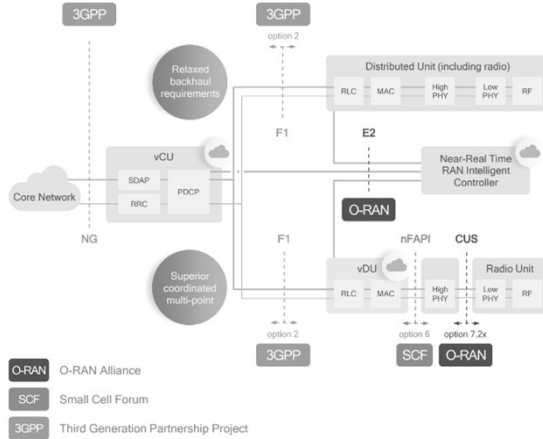 3GPP
3GPP
option 2
Relaxed
backhaul
requirements
Distributed Unit (including radio)
RLC
MAC
High
PHY
Low
PHY
RF
F1
E2
vCU
Near-Real Time
RAN Intelligent
Controller
SDAP
PDCP
RRC
Core Network
O-RAN
NG
F1
nFAPI
CUS
Superior
coordinated
multi-point
vDU
Radio Unit
RLC
MAC
High
PHY
Low
PHY
RF
option 2
option 6
option 7.2x
3GPP
SCF
O-RAN
O-RAN O-RAN Alliance
SCF Small Cell Forum
3GPP Third Generation Partnership Project